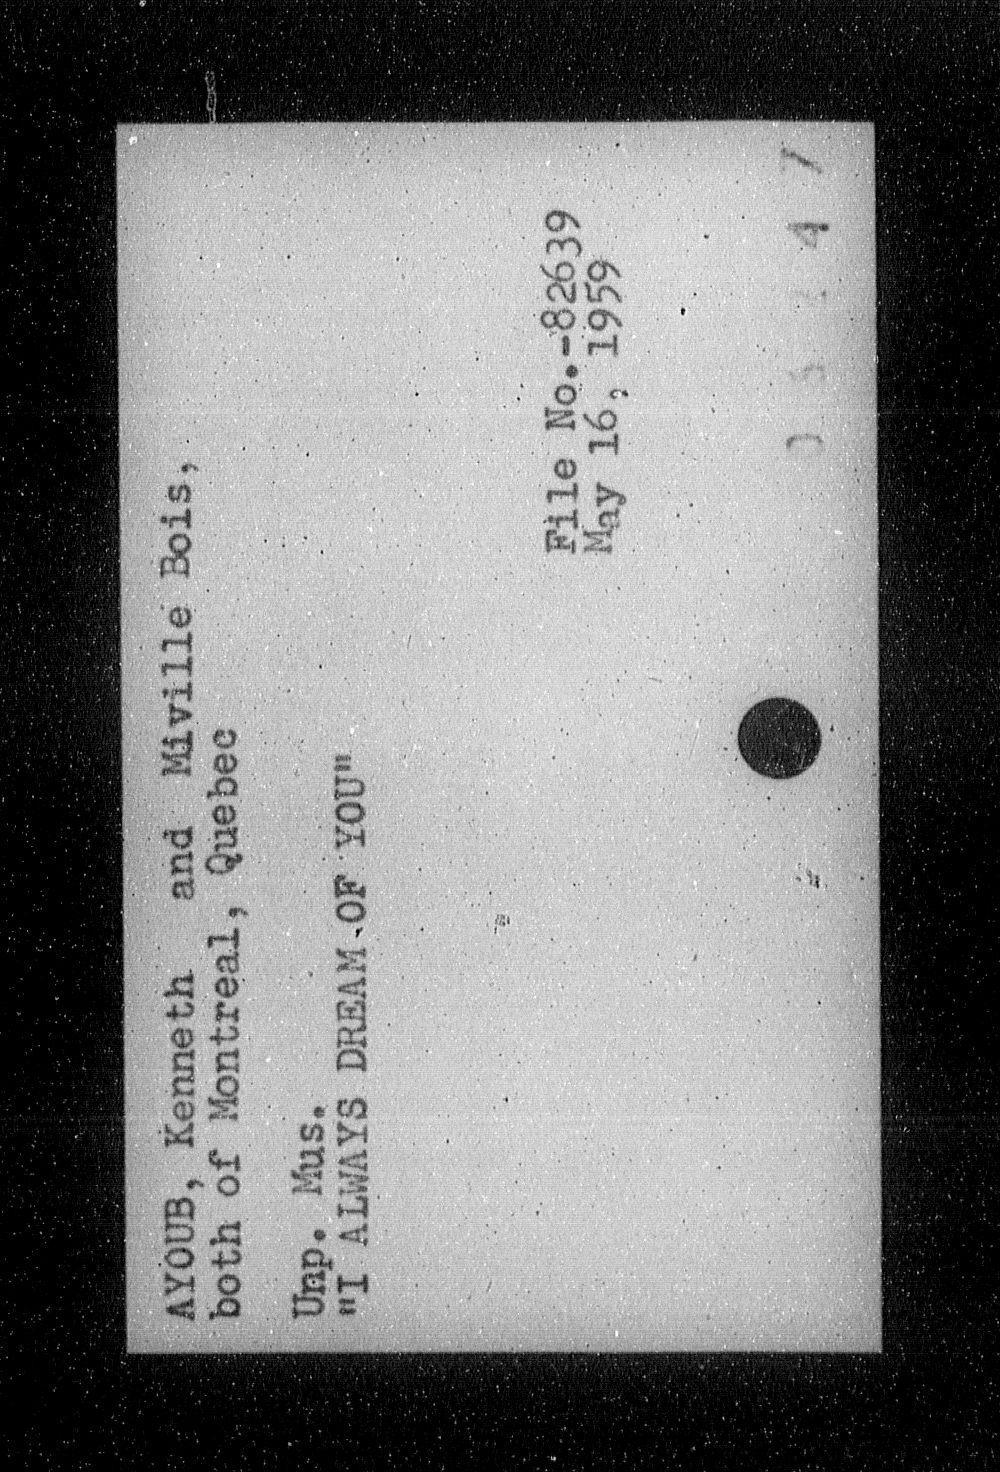 AYOUB, Kenneth and Miville Bois,
both of Montreal, Quebec
Unp. Mus.
"I ALWAYS DREAM OF YOU"
File No.-82639
May 16, 1959